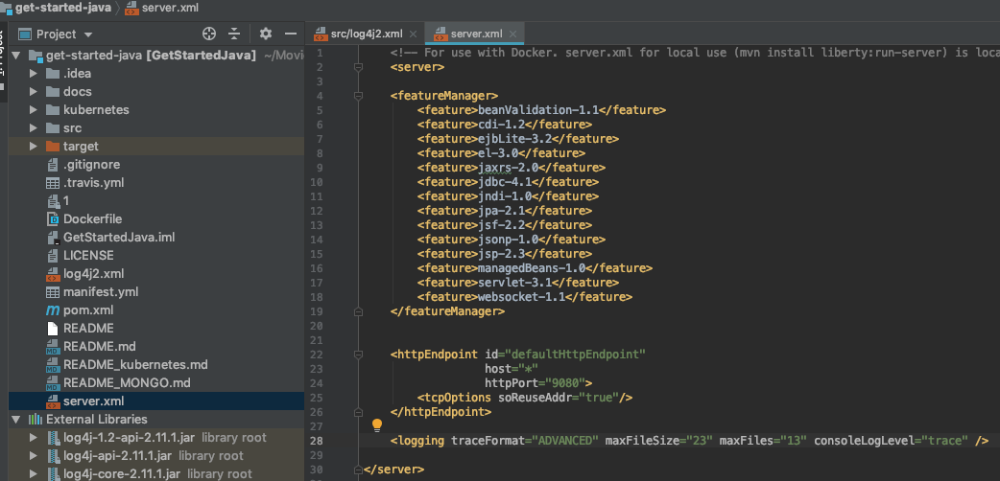 get-started-java server.xml
Project
src/log4j2.xml
server.xml
get-started-java [GetStartedJava] ~/Movi
.idea
docs
kubernetes
src
target
.gitignore
.travis.yml
1
Dockerfile
GetStartedJava.iml
LICENSE
log4j2.xml
manifest.yml
pom.xml
README
README.md
README_kubernetes.md
README_MONGO.md
server.xml
External Libraries
log4j-1.2-api-2.11.1.jar library root
log4j-api-2.11.1.jar library root
log4j-core-2.11.1.jar library root
1 <!-- For use with Docker. server.xml for local use (mvn install liberty:run-server) is loca
2 <server>
3
4 <featureManager>
5 <feature>beanValidation-1.1</feature>
6 <feature>cdi-1.2</feature>
7 <feature>ejbLite-3.2</feature>
8 <feature>el-3.0</feature>
9 <feature>jaxrs-2.0</feature>
10 <feature>jdbc-4.1</feature>
11 <feature>jndi-1.0</feature>
12 <feature>jpa-2.1</feature>
13 <feature>jsf-2.2</feature>
14 <feature>jsonp-1.0</feature>
15 <feature>jsp-2.3</feature>
16 <feature>managedBeans-1.0</feature>
17 <feature>servlet-3.1</feature>
18 <feature>websocket-1.1</feature>
19 </featureManager>
20
21
22 <httpEndpoint id="defaultHttpEndpoint"
23 host="*"
24 httpPort="9080">
25 <tcpOptions soReuseAddr="true"/>
26 </httpEndpoint>
27
28 <logging traceFormat="ADVANCED" maxFileSize="23" maxFiles="13" consoleLogLevel="trace" />
29
30 </server>